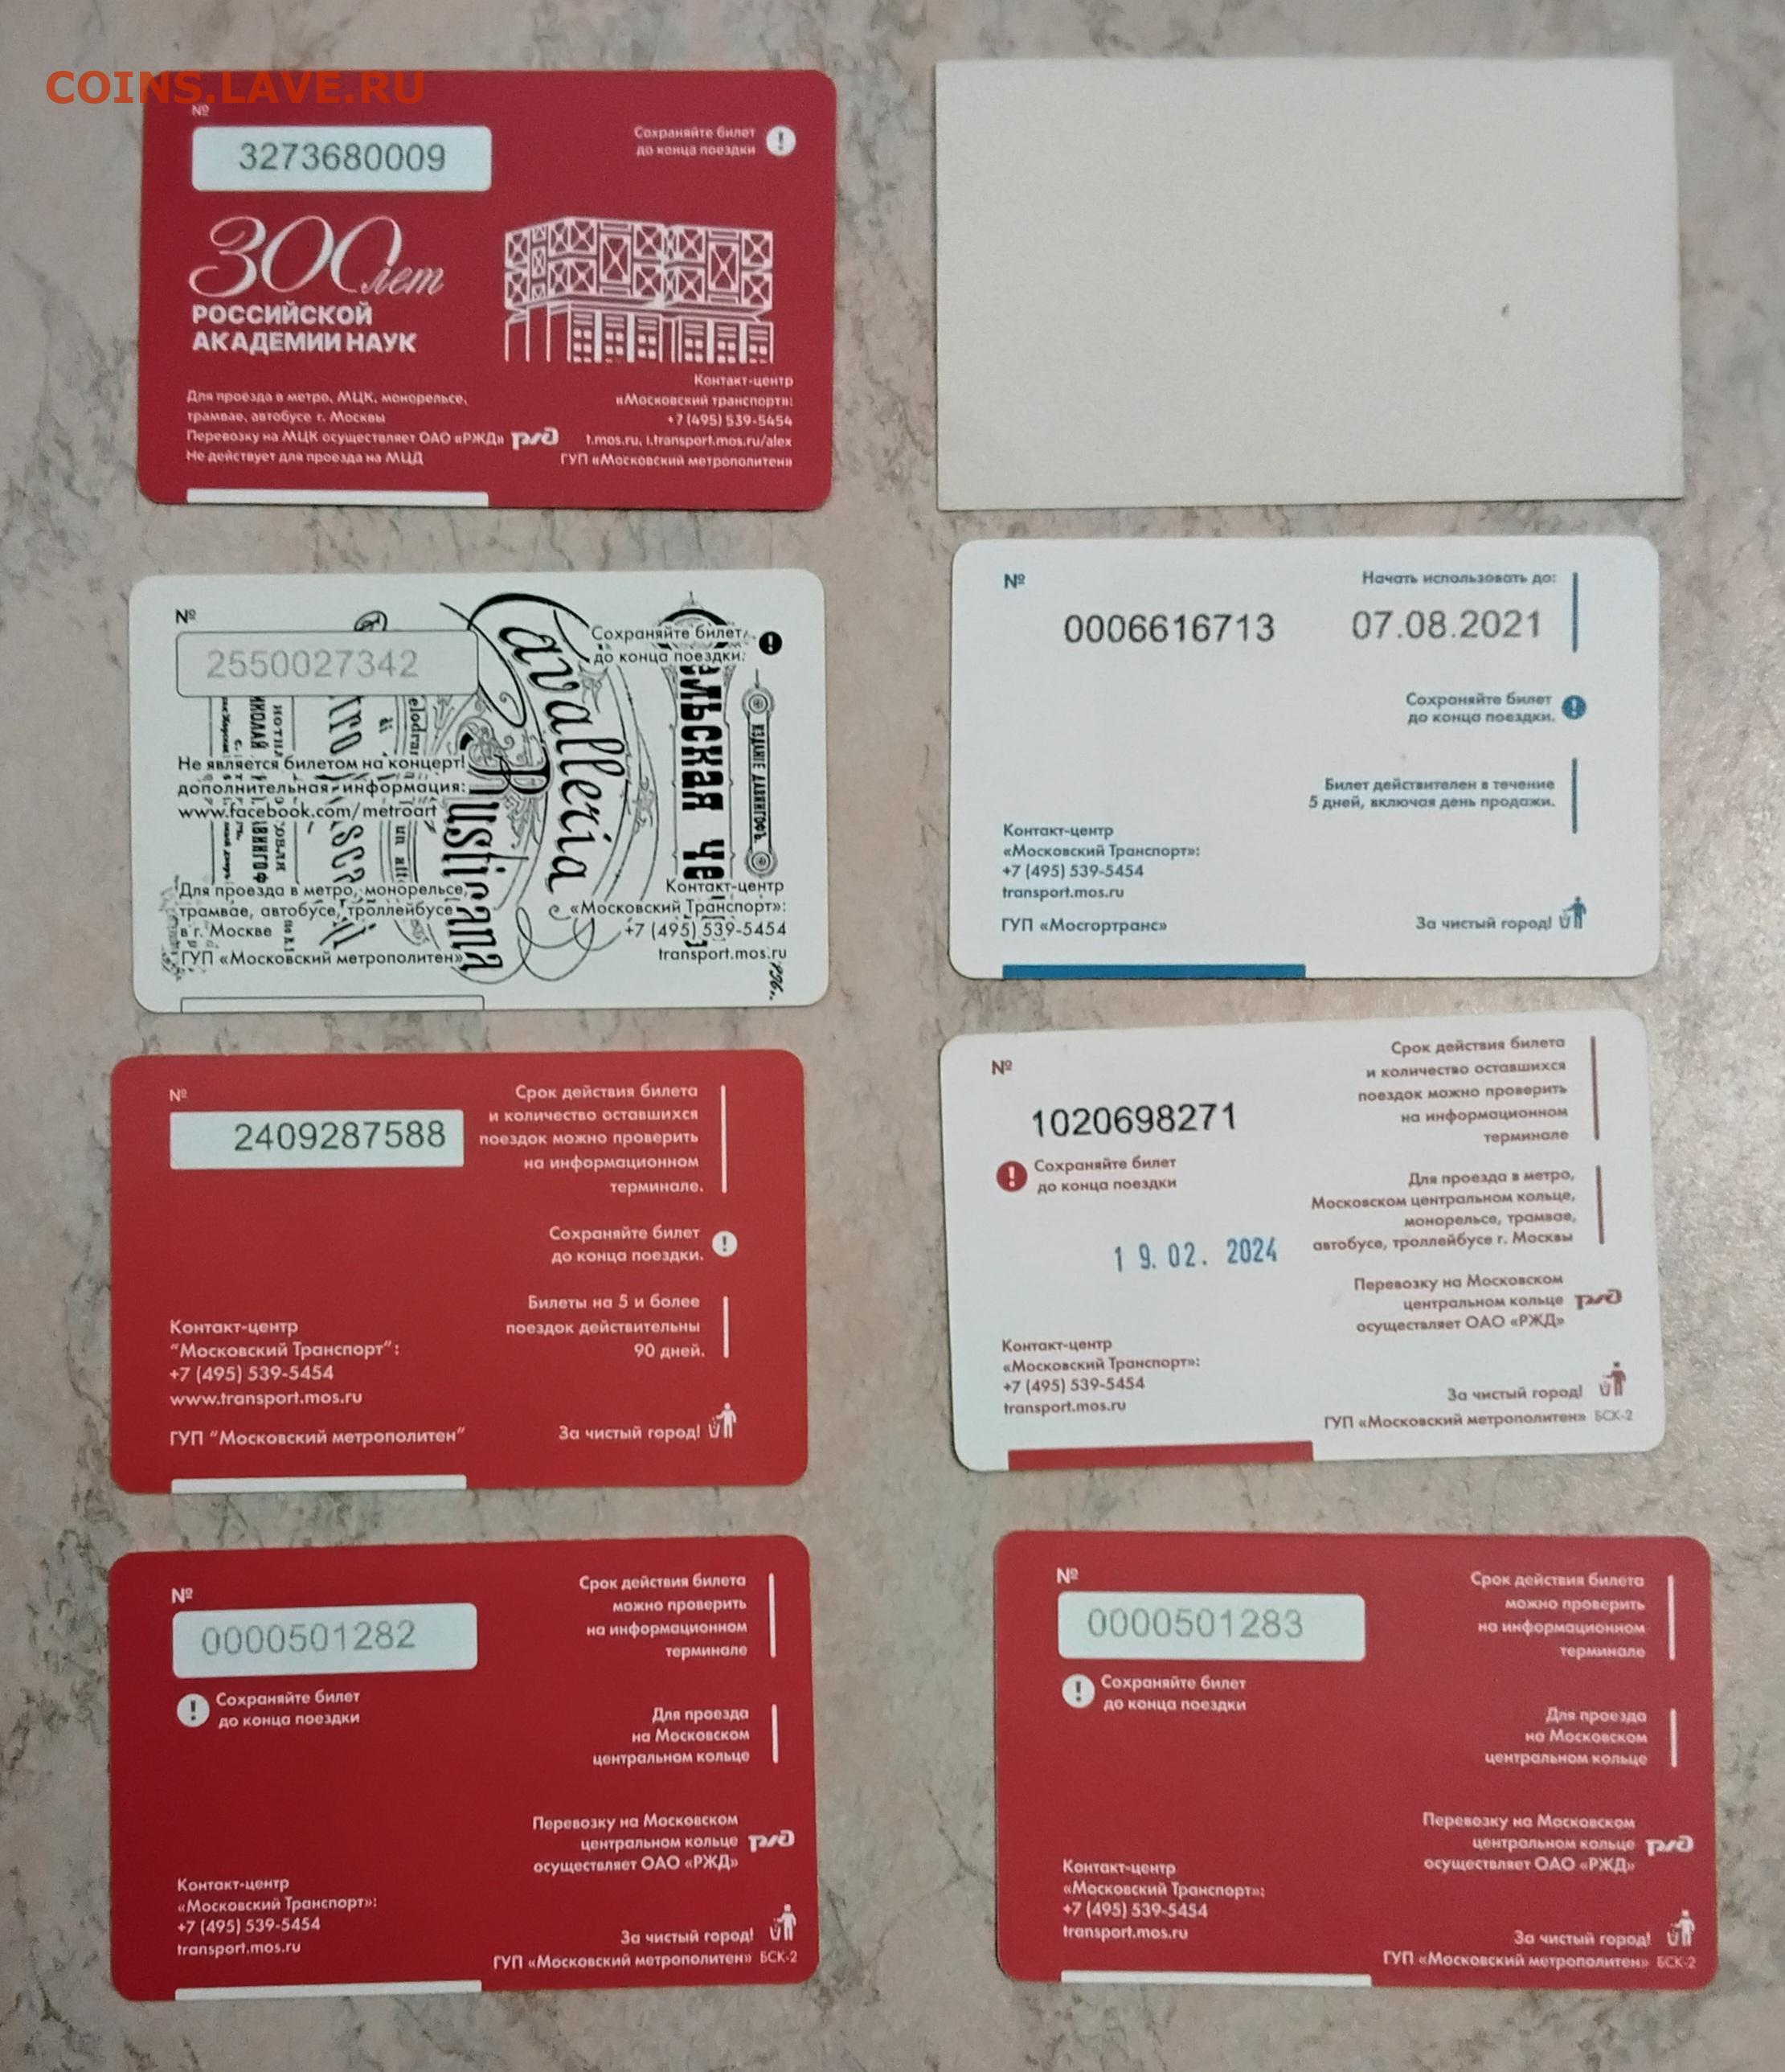 COINS.LAVE.RU
№
3273680009
Сохраняйте билет
до конца поездки
!
300 лет
РОССИЙСКОЙ
АКАДЕМИИ НАУК
Для проезда в метро, МЦК, монорельсе,
трамвае, автобусе г. Москвы
Перевозку на МЦК осуществляет ОАО «РЖД» РЖД
Не действует для проезда на МЦД
Контакт-центр
«Московский транспорт»:
+7 (495) 539-5454
t.mos.ru, i.transport.mos.ru/alex
ГУП «Московский метрополитен»
№
2550027342
Сохраняйте билет
до конца поездки.
!
Cavalleria
Rusticana
ИЗДАНІЕ ДАВИНГОФЪ
Не является билетом на концерт!
дополнительная информация:
www.facebook.com/metroart
Для проезда в метро, монорельсе,
трамвае, автобусе, троллейбусе
в г. Москве
ГУП «Московский метрополитен»
Контакт-центр
«Московский Транспорт»:
+7 (495) 539-5454
transport.mos.ru
№
0006616713
Начать использовать до:
07.08.2021
Сохраняйте билет
до конца поездки.
!
Билет действителен в течение
5 дней, включая день продажи.
Контакт-центр
«Московский Транспорт»:
+7 (495) 539-5454
transport.mos.ru
ГУП «Мосгортранс»
За чистый город!
№
2409287588
Срок действия билета
и количество оставшихся
поездок можно проверить
на информационном
терминале.
Сохраняйте билет
до конца поездки.
!
Билеты на 5 и более
поездок действительны
90 дней.
Контакт-центр
"Московский Транспорт":
+7 (495) 539-5454
www.transport.mos.ru
ГУП "Московский метрополитен"
За чистый город!
№
1020698271
!
Сохраняйте билет
до конца поездки
19.02. 2024
Срок действия билета
и количество оставшихся
поездок можно проверить
на информационном
терминале
Для проезда в метро,
Московском центральном кольце,
монорельсе, трамвае,
автобусе, троллейбусе г. Москвы
Перевозку на Московском
центральном кольце РЖД
осуществляет ОАО «РЖД»
Контакт-центр
«Московский Транспорт»:
+7 (495) 539-5454
transport.mos.ru
За чистый город!
ГУП «Московский метрополитен» БСК-2
№
0000501282
!
Сохраняйте билет
до конца поездки
Срок действия билета
можно проверить
на информационном
терминале
Для проезда
на Московском
центральном кольце
Перевозку на Московском
центральном кольце РЖД
осуществляет ОАО «РЖД»
Контакт-центр
«Московский Транспорт»:
+7 (495) 539-5454
transport.mos.ru
За чистый город!
ГУП «Московский метрополитен» БСК-2
№
0000501283
!
Сохраняйте билет
до конца поездки
Срок действия билета
можно проверить
на информационном
терминале
Для проезда
на Московском
центральном кольце
Перевозку на Московском
центральном кольце РЖД
осуществляет ОАО «РЖД»
Контакт-центр
«Московский Транспорт»:
+7 (495) 539-5454
transport.mos.ru
За чистый город!
ГУП «Московский метрополитен» БСК-2